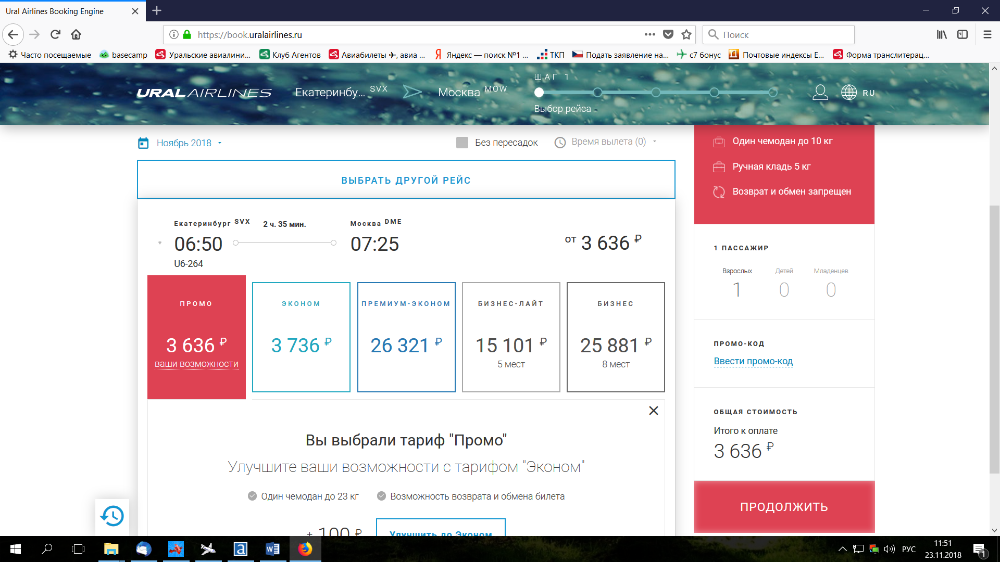 Ural Airlines Booking Engine
https://book.uralairlines.ru
Поиск
Часто посещаемые
basecamp
Уральские авиалини...
Клуб Агентов
Авиабилеты ✈, авиа ...
Яндекс — поиск №1 ...
ТКП
Подать заявление на...
с7 бонус
Почтовые индексы Е...
Форма транслитерац...
URAL AIRLINES
Екатеринбу... SVX
Москва MOW
ШАГ 1
Выбор рейса
RU
Ноябрь 2018
Без пересадок
Время вылета (0)
ВЫБРАТЬ ДРУГОЙ РЕЙС
Екатеринбург SVX
2 ч. 35 мин.
Москва DME
06:50
07:25
от 3 636 ₽
U6-264
ПРОМО
3 636 ₽
ваши возможности
ЭКОНОМ
3 736 ₽
ПРЕМИУМ-ЭКОНОМ
26 321 ₽
БИЗНЕС-ЛАЙТ
15 101 ₽
5 мест
БИЗНЕС
25 881 ₽
8 мест
Вы выбрали тариф "Промо"
Улучшите ваши возможности с тарифом "Эконом"
Один чемодан до 23 кг
Возможность возврата и обмена билета
+ 100 ₽
Улучшить до Эконом
Один чемодан до 10 кг
Ручная кладь 5 кг
Возврат и обмен запрещен
1 ПАССАЖИР
Взрослых
Детей
Младенцев
1
0
0
ПРОМО-КОД
Ввести промо-код
ОБЩАЯ СТОИМОСТЬ
Итого к оплате
3 636 ₽
ПРОДОЛЖИТЬ
РУС
11:51
23.11.2018
1